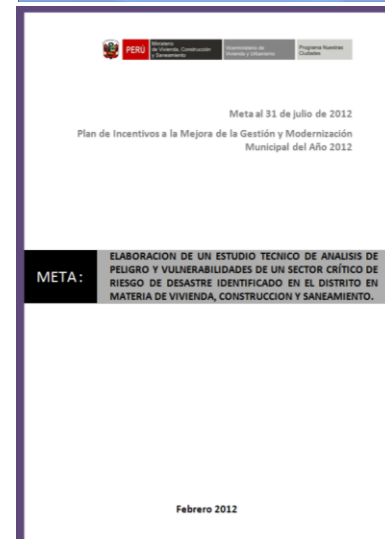 PERÚ
Ministerio
de Vivienda, Construcción
y Saneamiento
Viceministerio de
Vivienda y Urbanismo
Programa Nuestras
Ciudades
Meta al 31 de julio de 2012
Plan de Incentivos a la Mejora de la Gestión y Modernización
Municipal del Año 2012
META:
ELABORACION DE UN ESTUDIO TECNICO DE ANALISIS DE
PELIGRO Y VULNERABILIDADES DE UN SECTOR CRÍTICO DE
RIESGO DE DESASTRE IDENTIFICADO EN EL DISTRITO EN
MATERIA DE VIVIENDA, CONSTRUCCION Y SANEAMIENTO.
Febrero 2012